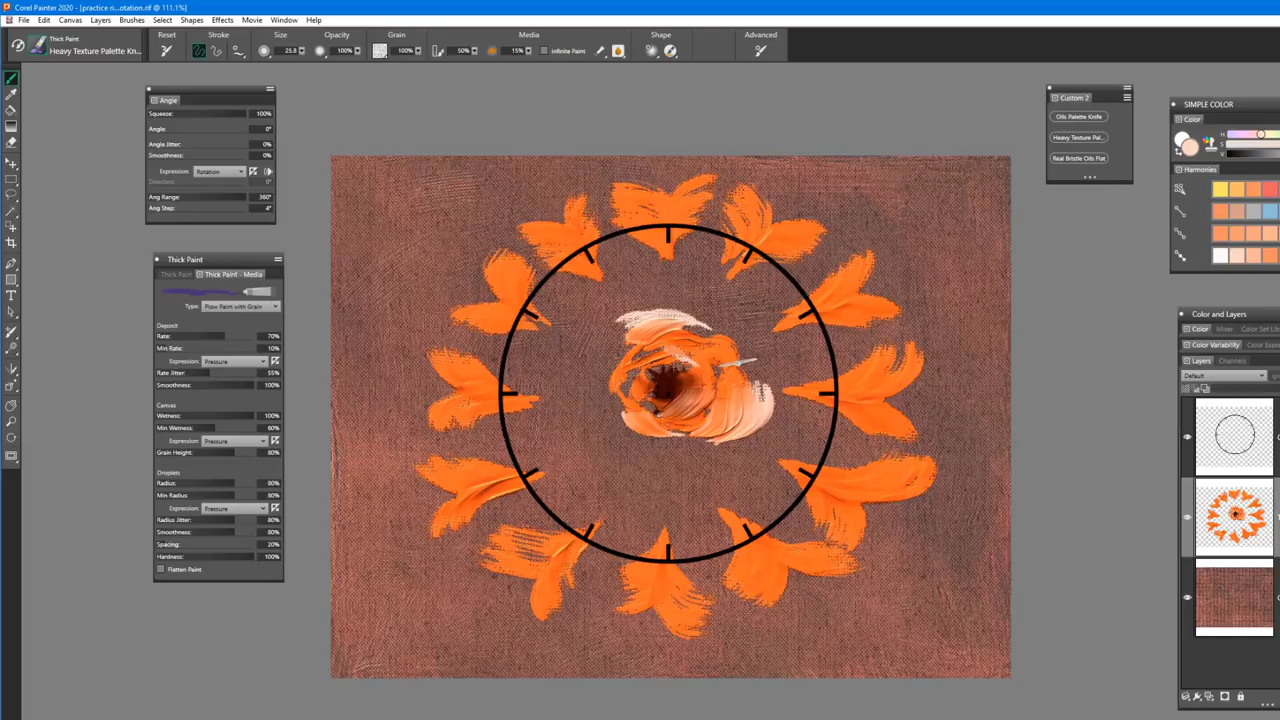 Corel Painter 2020 - [practice ri...otation.rif @ 111,1%]
File Edit Canvas Layers Brushes Select Shapes Effects Movie Window Help
Thick Paint
Heavy Texture Palette Kn...
Reset Stroke Size Opacity Grain Media Shape Advanced
25.8 100% 100% 50% 15% Infinite Paint
Angle
Squeeze: 100%
Angle: 0°
Angle Jitter: 0%
Smoothness: 0%
Expression: Rotation
Direction: 0°
Ang Range: 360°
Ang Step: 4°
Thick Paint
Thick Pain Thick Paint - Media
Type: Plow Paint with Grain
Deposit
Rate: 70%
Min Rate: 10%
Expression: Pressure
Rate Jitter: 55%
Smoothness: 100%
Canvas
Wetness: 100%
Min Wetness: 60%
Expression: Pressure
Grain Height: 80%
Droplets
Radius: 80%
Min Radius: 80%
Expression: Pressure
Radius Jitter: 80%
Smoothness: 80%
Spacing: 20%
Hardness: 100%
Flatten Paint
Custom 2
Oils Palette Knife
Heavy Texture Pal...
Real Bristle Oils Flat
SIMPLE COLOR
Color
H
S
V
Harmonies
Color and Layers
Color Mixer Color Set Lib
Color Variability Color Expre
Layers Channels
Default